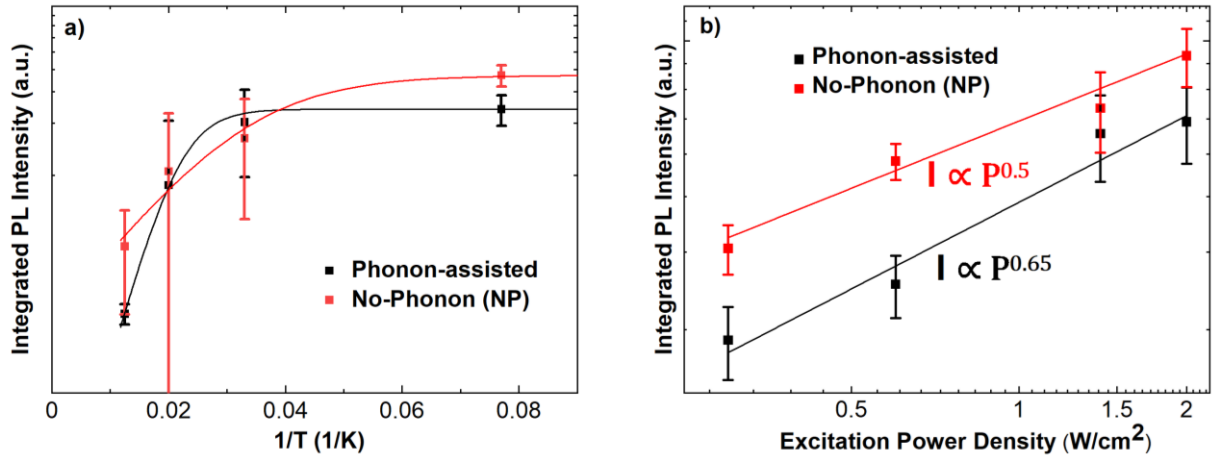 a)
Integrated PL Intensity (a.u.)
Phonon-assisted
No-Phonon (NP)
0 0.02 0.04 0.06 0.08
1/T (1/K)
b)
Integrated PL Intensity (a.u.)
Phonon-assisted
No-Phonon (NP)
I ∝ P^0.5
I ∝ P^0.65
0.5 1 1.5 2
Excitation Power Density (W/cm²)